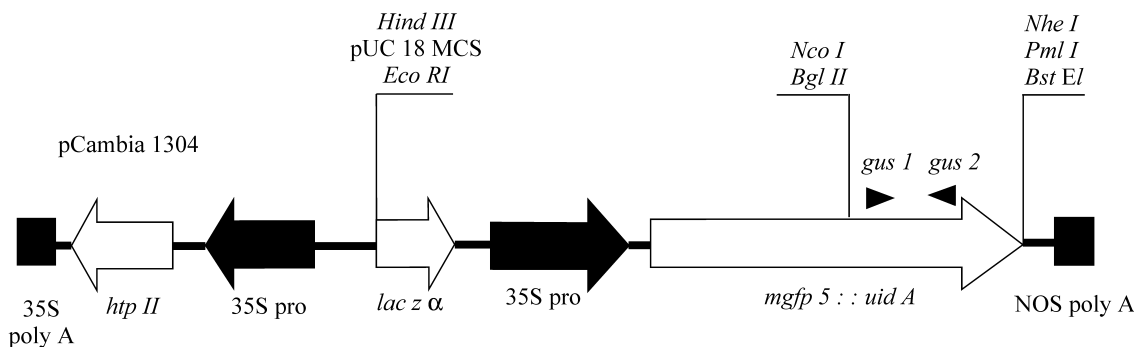 Hind III
pUC 18 MCS
Eco RI
Nco I
Bgl II
Nhe I
Pml I
Bst El
pCambia 1304
gus 1
gus 2
35S
poly A
htp II
35S pro
lac z α
35S pro
mgfp 5 : : uid A
NOS poly A